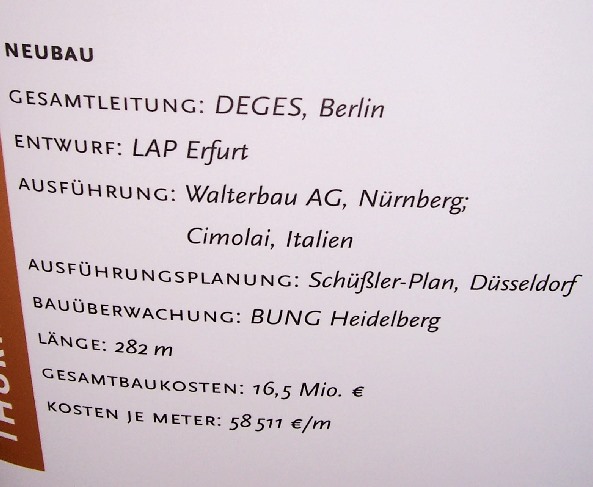 NEUBAU
GESAMTLEITUNG: DEGES, Berlin
ENTWURF: LAP Erfurt
AUSFÜHRUNG: Walterbau AG, Nürnberg;
Cimolai, Italien
AUSFÜHRUNGSPLANUNG: Schüßler-Plan, Düsseldorf
BAUÜBERWACHUNG: BUNG Heidelberg
LÄNGE: 282 m
GESAMTBAUKOSTEN: 16,5 Mio. €
KOSTEN JE METER: 58 511 €/m